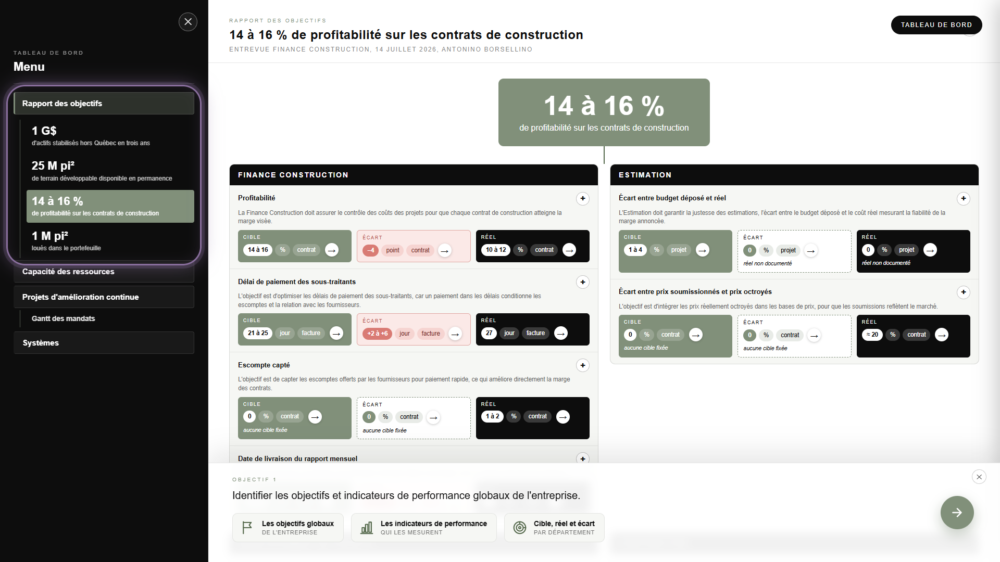 TABLEAU DE BORD
Menu
Rapport des objectifs
1 G$
d'actifs stabilisés hors Québec en trois ans
25 M pi²
de terrain développable disponible en permanence
14 à 16 %
de profitabilité sur les contrats de construction
1 M pi²
loués dans le portefeuille
Capacité des ressources
Projets d'amélioration continue
Gantt des mandats
Systèmes
RAPPORT DES OBJECTIFS
14 à 16 % de profitabilité sur les contrats de construction
ENTREVUE FINANCE CONSTRUCTION, 14 JUILLET 2026, ANTONINO BORSELLINO
TABLEAU DE BORD
14 à 16 %
de profitabilité sur les contrats de construction
FINANCE CONSTRUCTION
Profitabilité
+
La Finance Construction doit assurer le contrôle des coûts des projets pour que chaque contrat de construction atteigne la
marge visée.
CIBLE
14 à 16 % contrat →
ÉCART
−4 point contrat →
RÉEL
10 à 12 % contrat →
Délai de paiement des sous-traitants
+
L'objectif est d'optimiser les délais de paiement des sous-traitants, car un paiement dans les délais conditionne les
escomptes et la relation avec les fournisseurs.
CIBLE
21 à 25 jour facture →
ÉCART
+2 à +6 jour facture →
RÉEL
27 jour facture →
Escompte capté
+
L'objectif est de capter les escomptes offerts par les fournisseurs pour paiement rapide, ce qui améliore directement la marge
des contrats.
CIBLE
0 % contrat →
aucune cible fixée
ÉCART
0 % contrat →
aucune cible fixée
RÉEL
1 à 2 % contrat →
Date de livraison du rapport mensuel
+
ESTIMATION
Écart entre budget déposé et réel
+
L'Estimation doit garantir la justesse des estimations, l'écart entre le budget déposé et le coût réel mesurant la fiabilité de la
marge annoncée.
CIBLE
1 à 4 % projet →
ÉCART
0 % projet →
réel non documenté
RÉEL
0 % projet →
réel non documenté
Écart entre prix soumissionnés et prix octroyés
+
L'objectif est d'intégrer les prix réellement octroyés dans les bases de prix, pour que les soumissions reflètent le marché.
CIBLE
0 % contrat →
aucune cible fixée
ÉCART
0 % contrat →
aucune cible fixée
RÉEL
≈ 20 % contrat →
OBJECTIF 1
Identifier les objectifs et indicateurs de performance globaux de l'entreprise.
Les objectifs globaux
DE L'ENTREPRISE
Les indicateurs de performance
QUI LES MESURENT
Cible, réel et écart
PAR DÉPARTEMENT